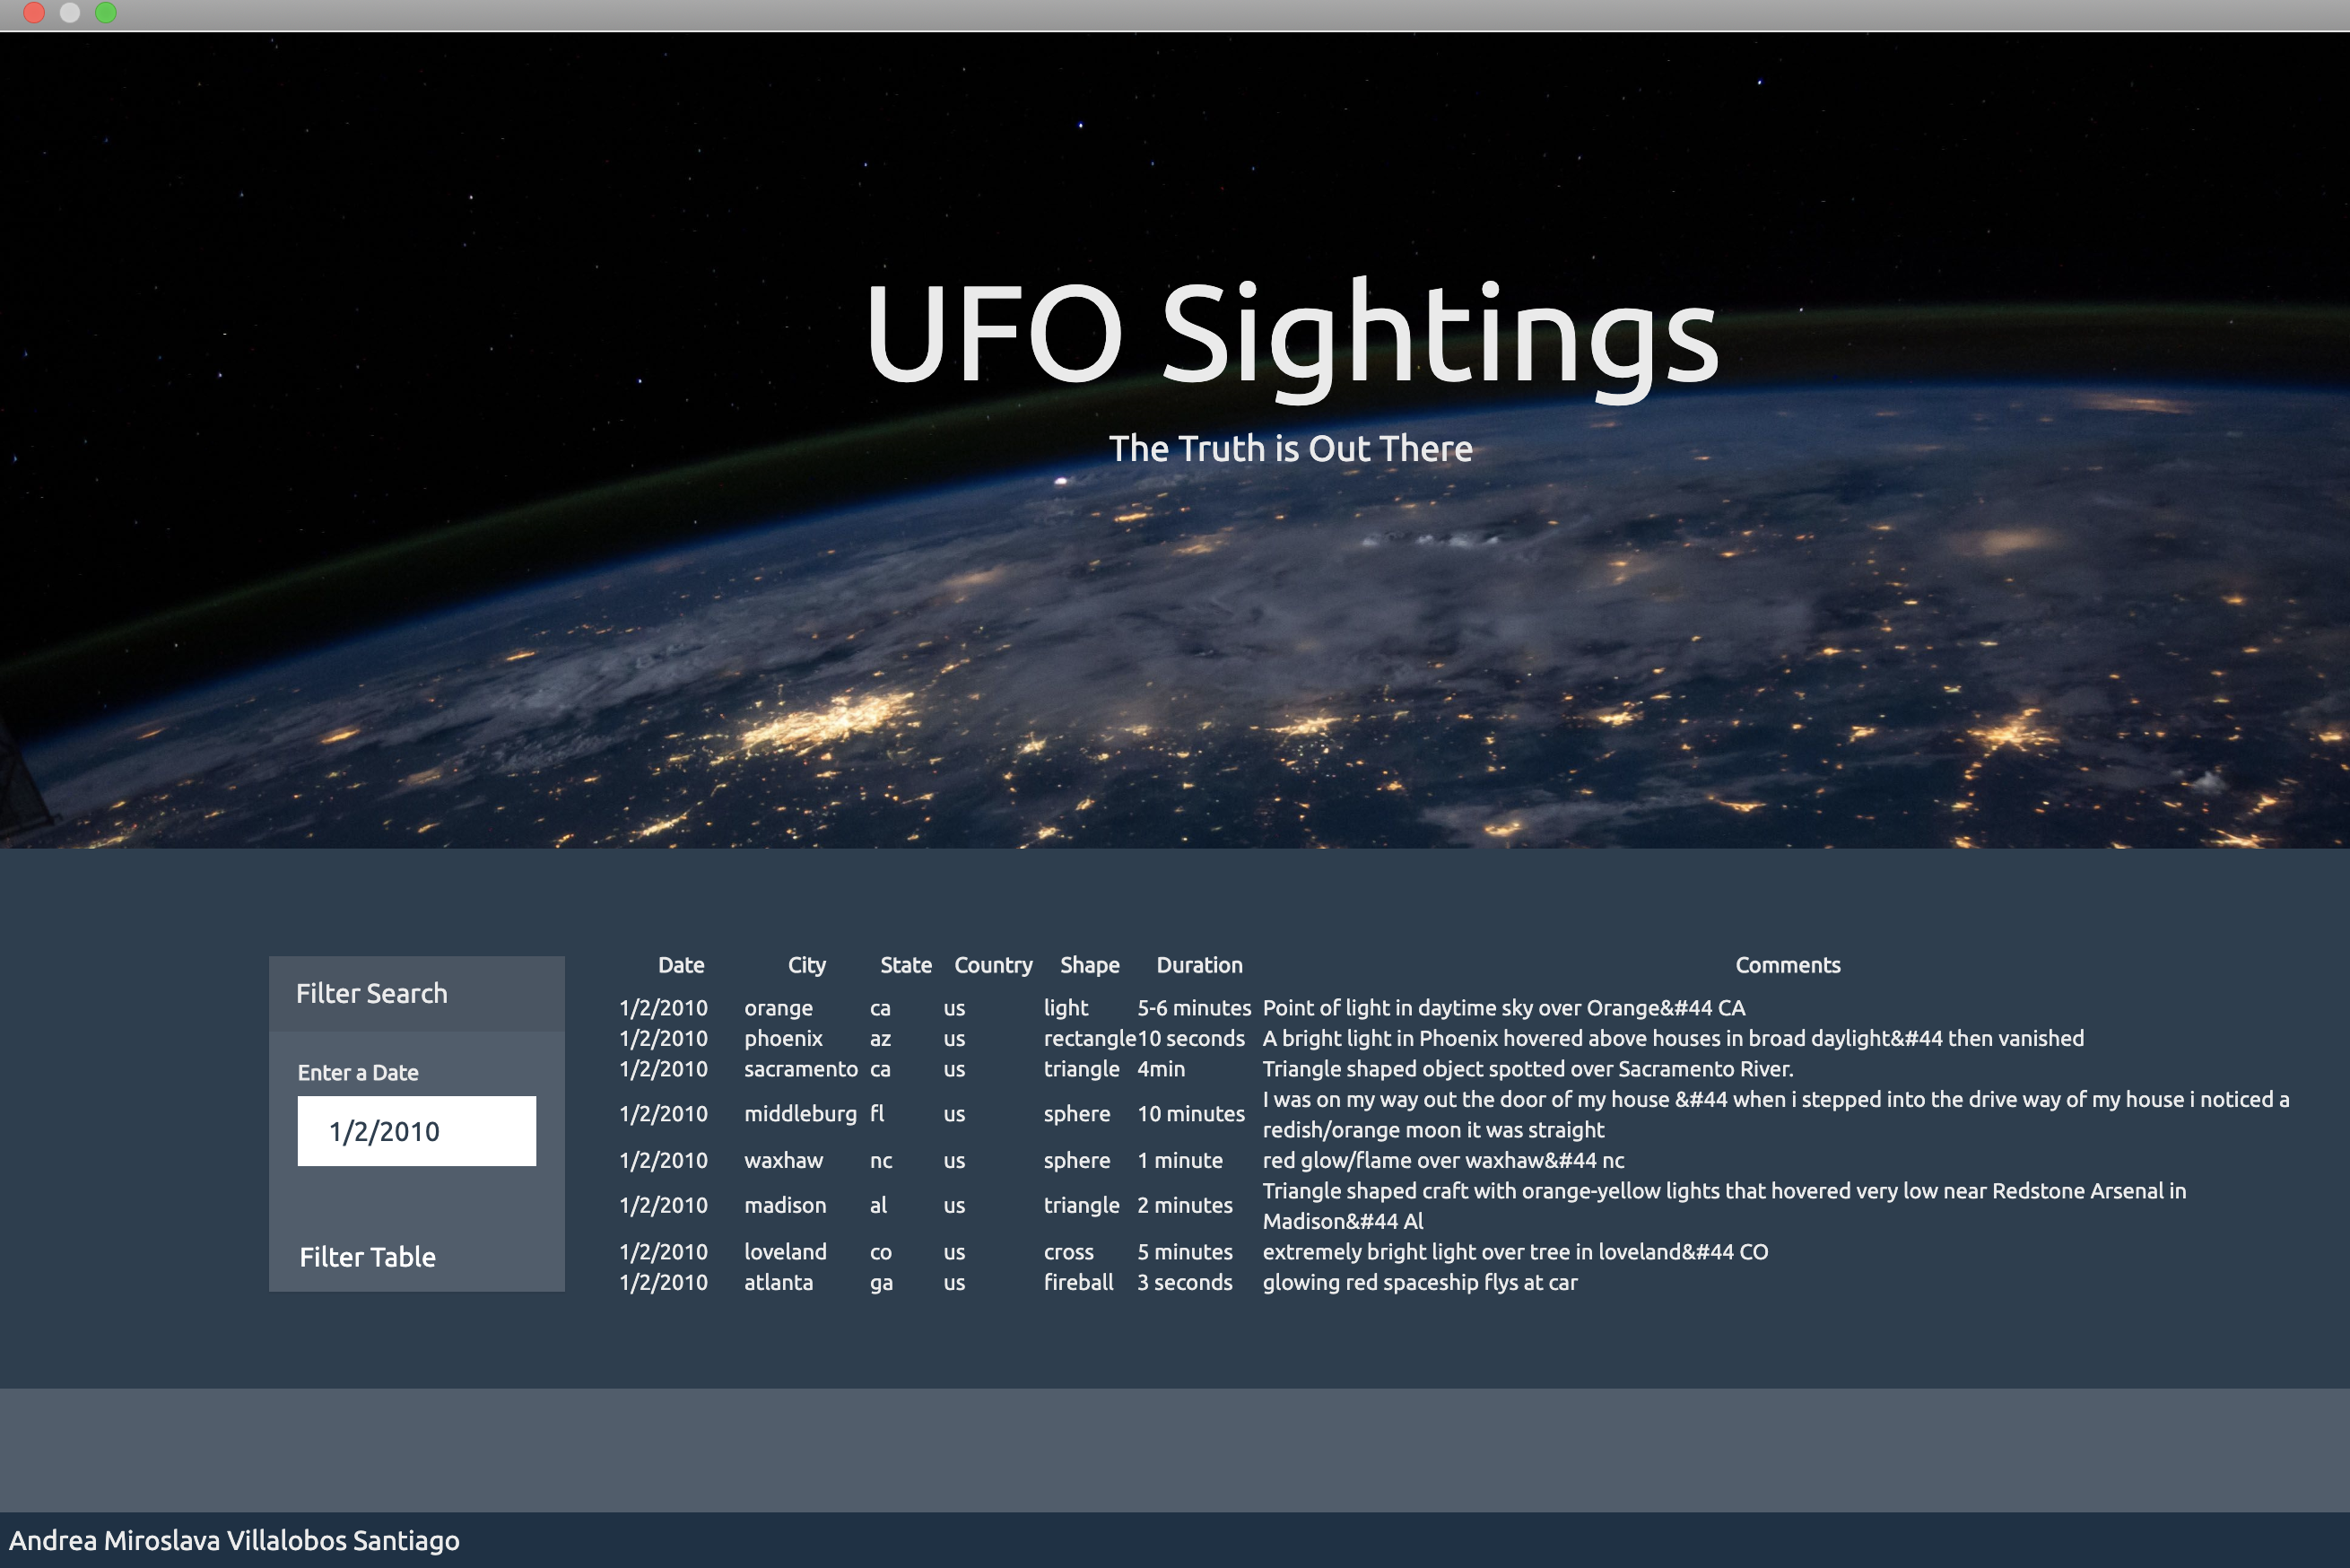 UFO Sightings
The Truth is Out There
Filter Search
Enter a Date
1/2/2010
Filter Table
Date City State Country Shape Duration Comments
1/2/2010 orange ca us light 5-6 minutes Point of light in daytime sky over Orange&#44 CA
1/2/2010 phoenix az us rectangle 10 seconds A bright light in Phoenix hovered above houses in broad daylight&#44 then vanished
1/2/2010 sacramento ca us triangle 4min Triangle shaped object spotted over Sacramento River.
1/2/2010 middleburg fl us sphere 10 minutes I was on my way out the door of my house &#44 when i stepped into the drive way of my house i noticed a
redish/orange moon it was straight
1/2/2010 waxhaw nc us sphere 1 minute red glow/flame over waxhaw&#44 nc
1/2/2010 madison al us triangle 2 minutes Triangle shaped craft with orange-yellow lights that hovered very low near Redstone Arsenal in
Madison&#44 Al
1/2/2010 loveland co us cross 5 minutes extremely bright light over tree in loveland&#44 CO
1/2/2010 atlanta ga us fireball 3 seconds glowing red spaceship flys at car
Andrea Miroslava Villalobos Santiago